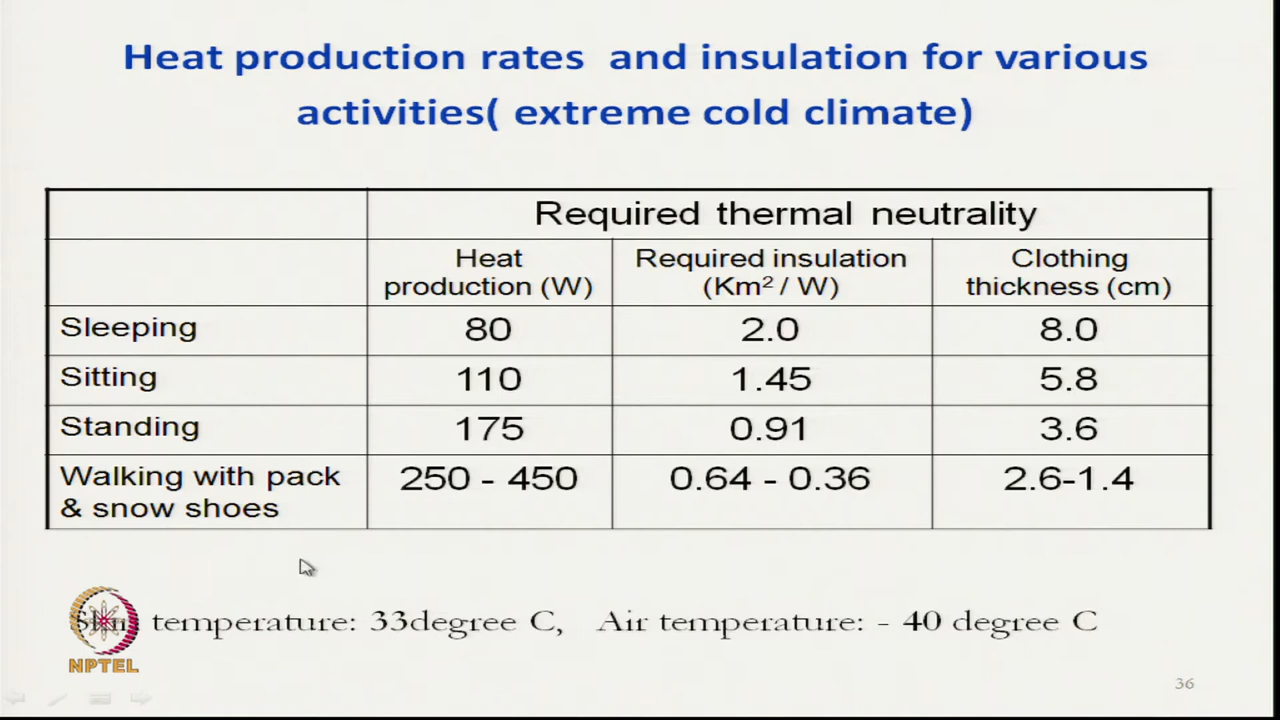 Heat production rates and insulation for various
activities( extreme cold climate)
Required thermal neutrality
Heat production (W) Required insulation (Km² / W) Clothing thickness (cm)
Sleeping 80 2.0 8.0
Sitting 110 1.45 5.8
Standing 175 0.91 3.6
Walking with pack & snow shoes 250 - 450 0.64 - 0.36 2.6-1.4
Skin temperature: 33degree C, Air temperature: - 40 degree C
NPTEL
36